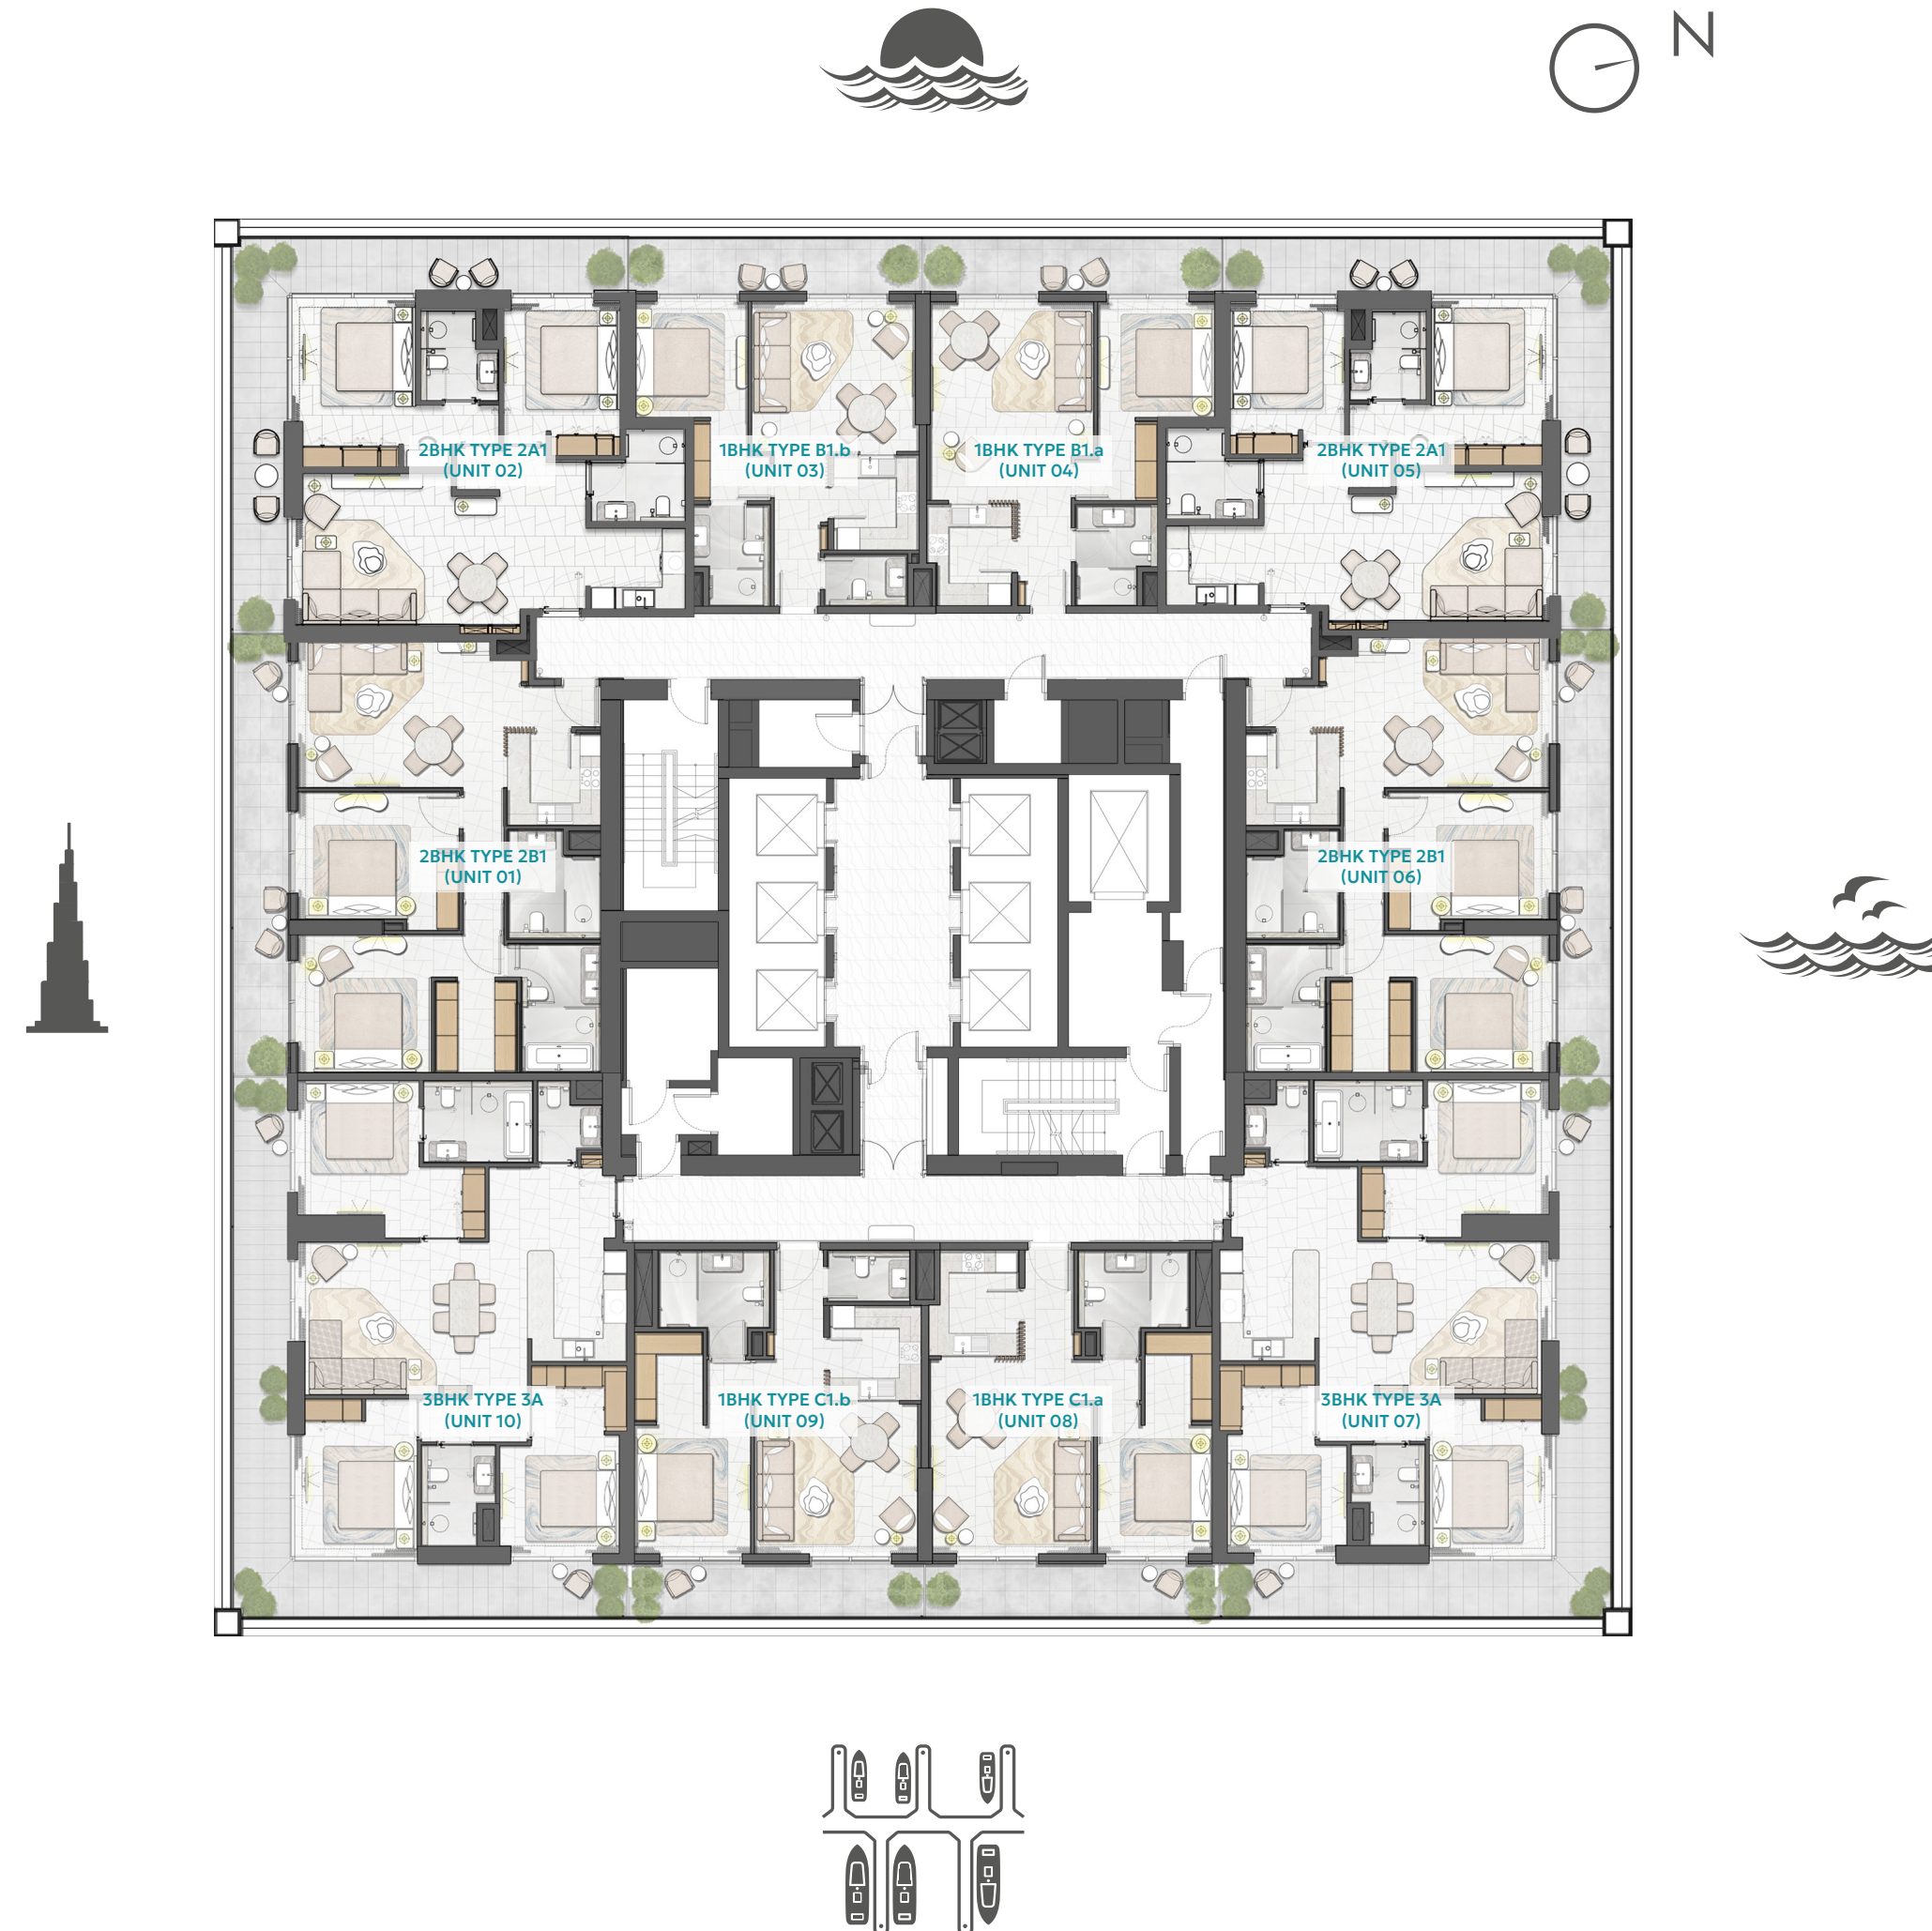 N
2BHK TYPE 2A1
(UNIT 02)
1BHK TYPE B1.b
(UNIT 03)
1BHK TYPE B1.a
(UNIT 04)
2BHK TYPE 2A1
(UNIT 05)
2BHK TYPE 2B1
(UNIT 01)
2BHK TYPE 2B1
(UNIT 06)
3BHK TYPE 3A
(UNIT 10)
1BHK TYPE C1.b
(UNIT 09)
1BHK TYPE C1.a
(UNIT 08)
3BHK TYPE 3A
(UNIT 07)